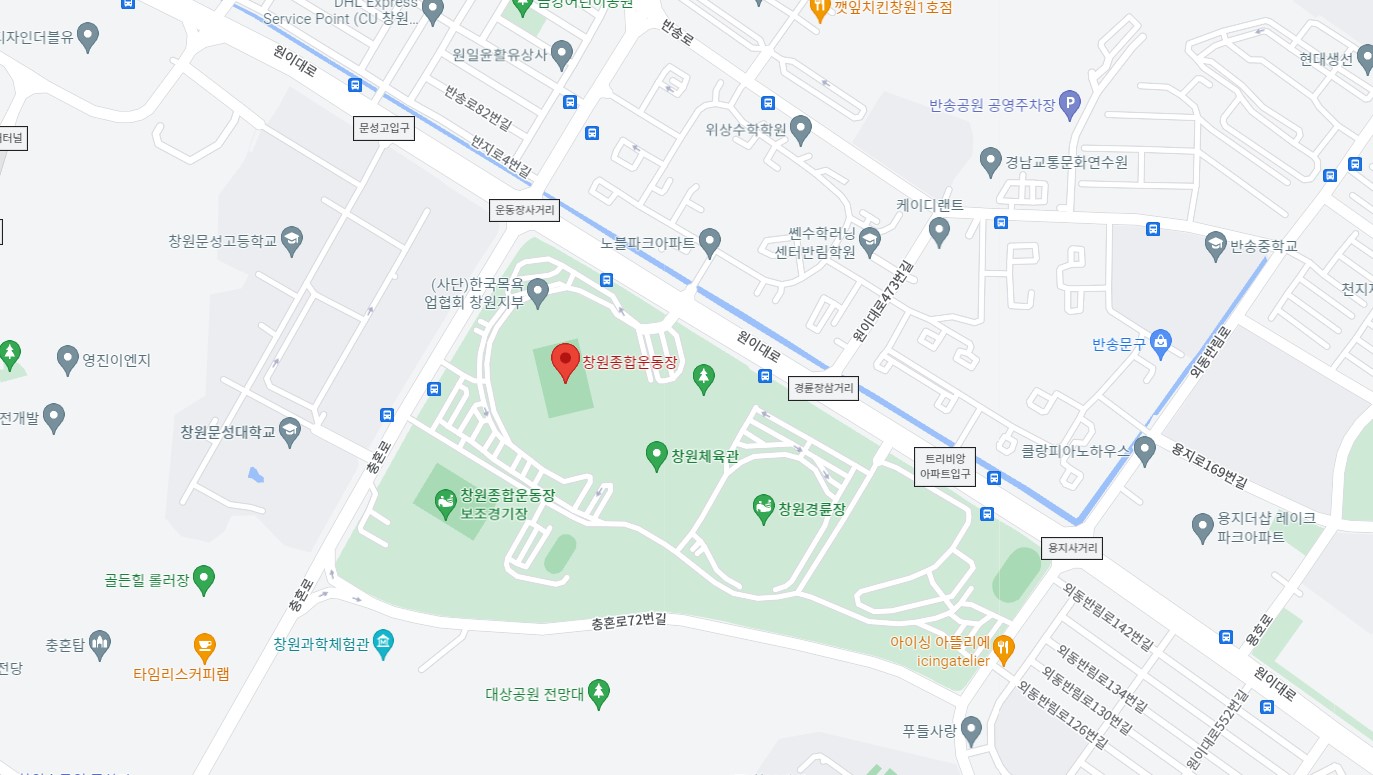 DHL Express
Service Point (CU 창원...
금강어린이공원
깻잎치킨창원1호점
반송로
원이대로
원일윤활유상사
현대생선
반송로82번길
반송공원 공영주차장
P
문성고입구
위상수학학원
반지로4번길
경남교통문화연수원
케이디랜트
운동장사거리
창원문성고등학교
노블파크아파트
쎈수학러닝
센터반림학원
반송중학교
(사단)한국목욕
업협회 창원지부
원이대로473번길
원이대로
반송문구
외동반림로
영진이엔지
창원종합운동장
경륜장삼거리
전개발
창원문성대학교
충혼로
창원체육관
트리비앙
아파트입구
클랑피아노하우스
용지로169번길
창원종합운동장
보조경기장
창원경륜장
용지더샵 레이크
파크아파트
용지사거리
골든힐 롤러장
충혼로
충혼로72번길
외동반림로142번길
용호로
충혼탑
창원과학체험관
아이싱 아뜰리에
icingatelier
전당
타임리스커피랩
외동반림로134번길
외동반림로130번길
외동반림로126번길
원이대로
대상공원 전망대
원이대로552번길
푸들사랑